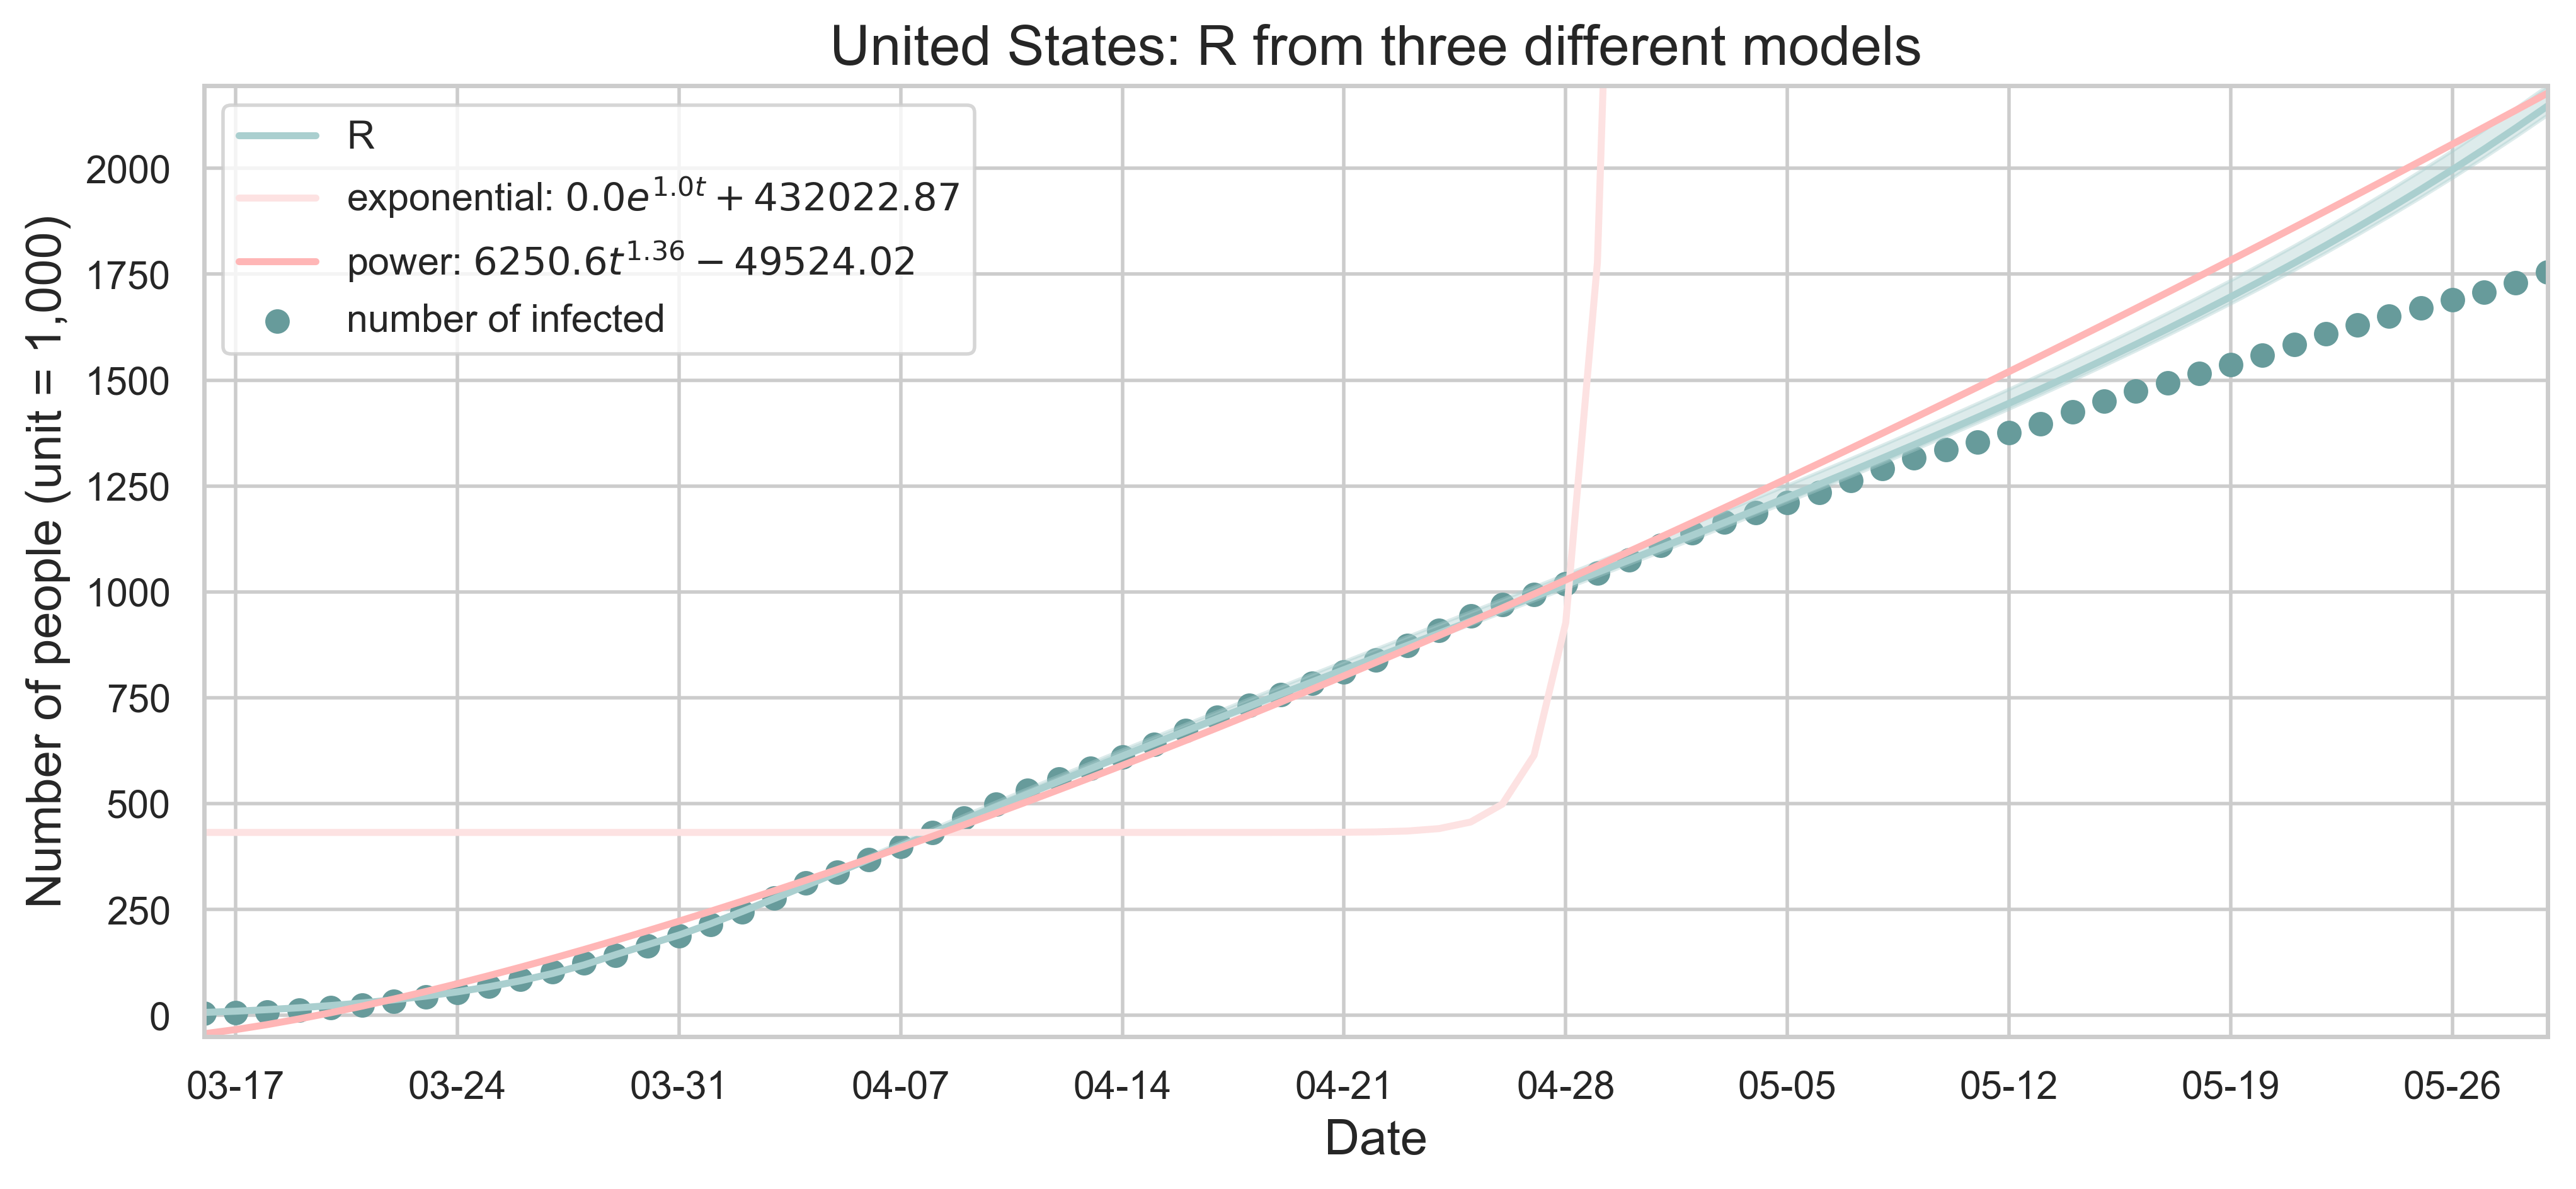 United States: R from three different models
R
exponential: 0.0e^{1.0t} + 432022.87
power: 6250.6t^{1.36} − 49524.02
number of infected
Number of people (unit = 1,000)
2000
1750
1500
1250
1000
750
500
250
0
03-17 03-24 03-31 04-07 04-14 04-21 04-28 05-05 05-12 05-19 05-26
Date